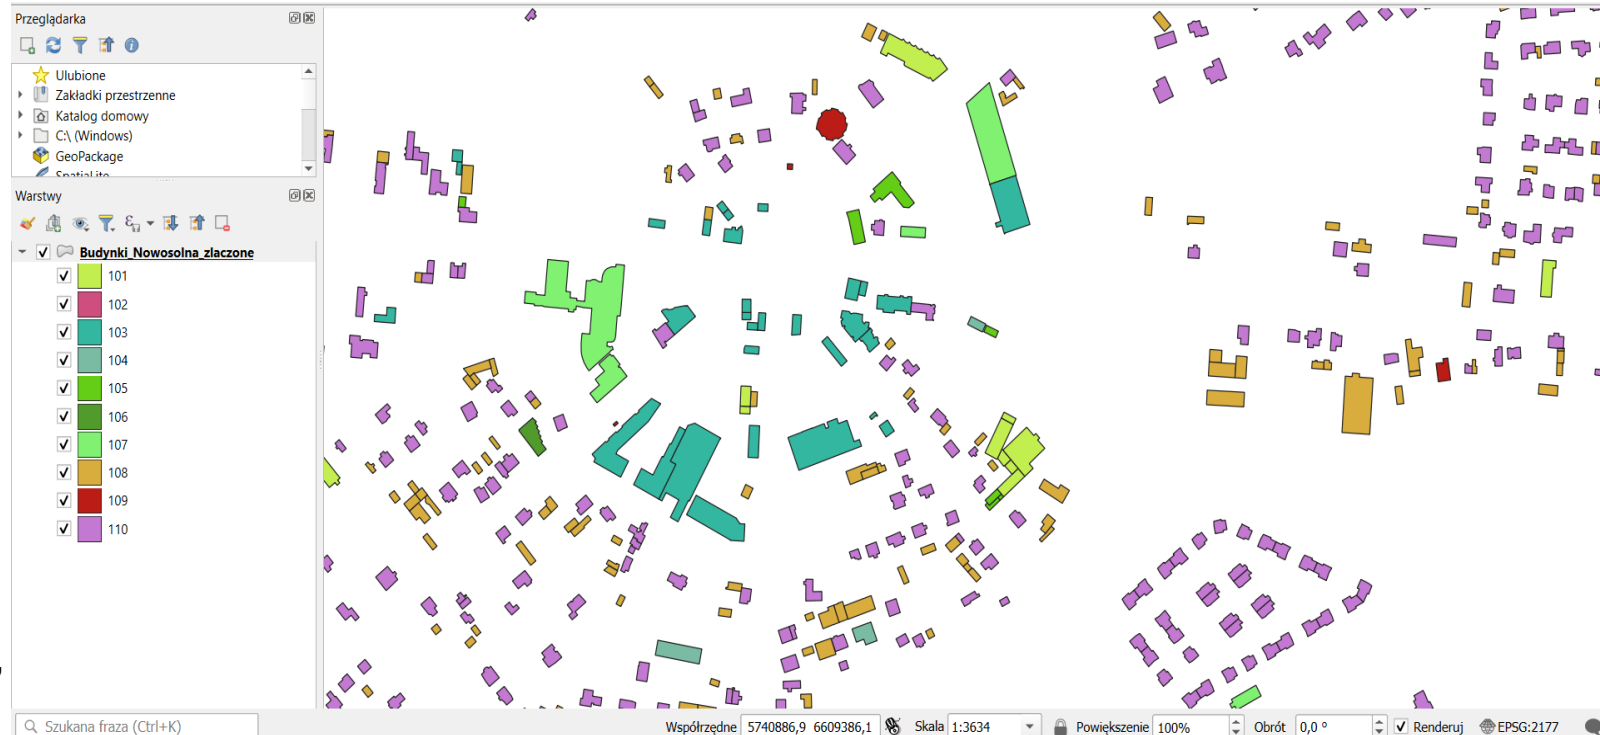 Przeglądarka
Ulubione
Zakładki przestrzenne
Katalog domowy
C:\ (Windows)
GeoPackage
SpatiaLite
Warstwy
Budynki_Nowosolna_zlaczone
101
102
103
104
105
106
107
108
109
110
Szukana fraza (Ctrl+K)
Współrzędne 5740886,9 6609386,1 Skala 1:3634 Powiększenie 100% Obrót 0,0 ° Renderuj EPSG:2177